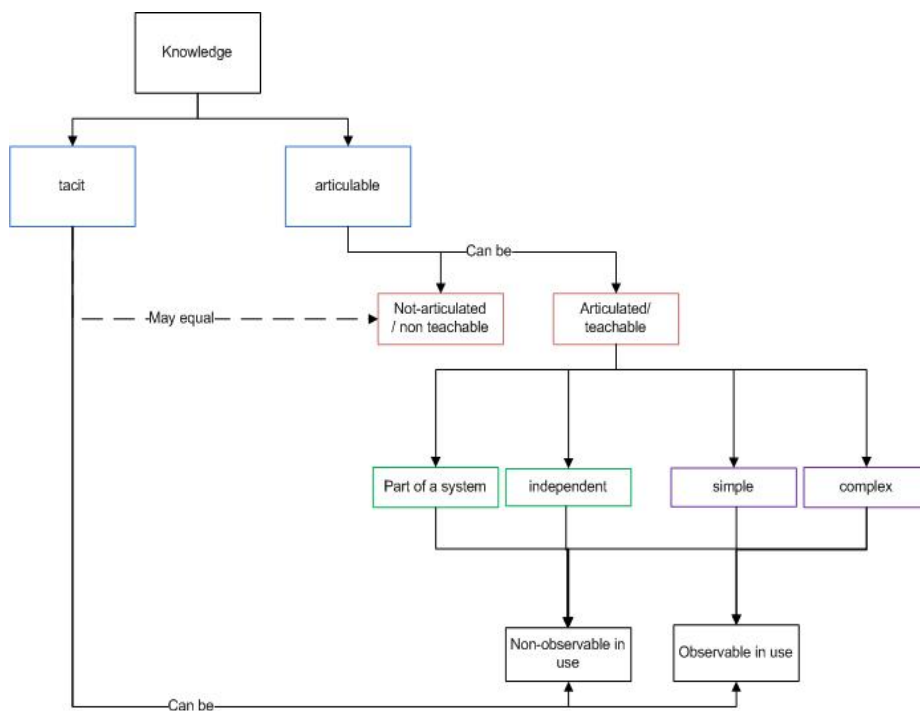 Knowledge
tacit
articulable
Can be
Not-articulated
/ non teachable
Articulated/
teachable
May equal
Part of a system
independent
simple
complex
Non-observable in
use
Observable in use
Can be